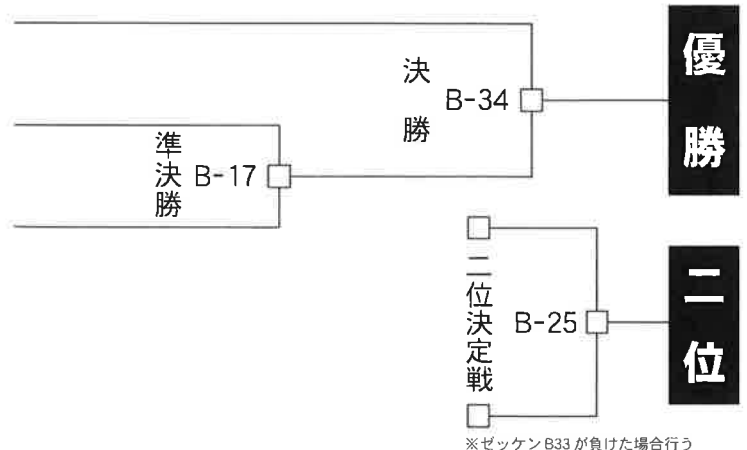 決勝
B-34
優勝
準決勝
B-17
二位決定戦
B-25
二位
※ゼッケンB33が負けた場合行う